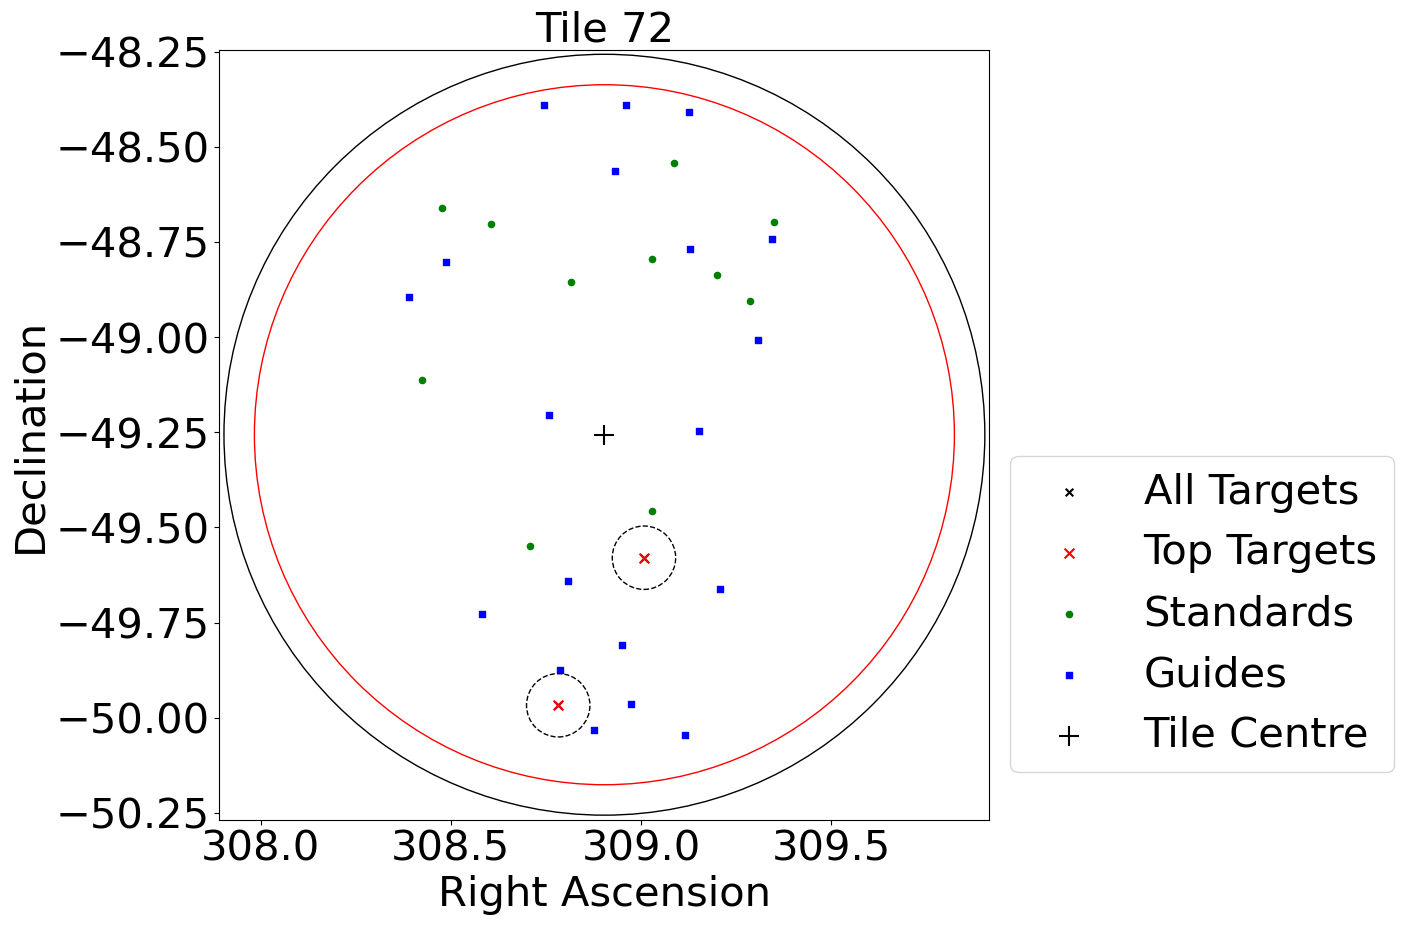 Tile 72
−48.25
−48.50
−48.75
−49.00
−49.25
−49.50
−49.75
−50.00
−50.25
Declination
308.0 308.5 309.0 309.5
Right Ascension
All Targets
Top Targets
Standards
Guides
Tile Centre